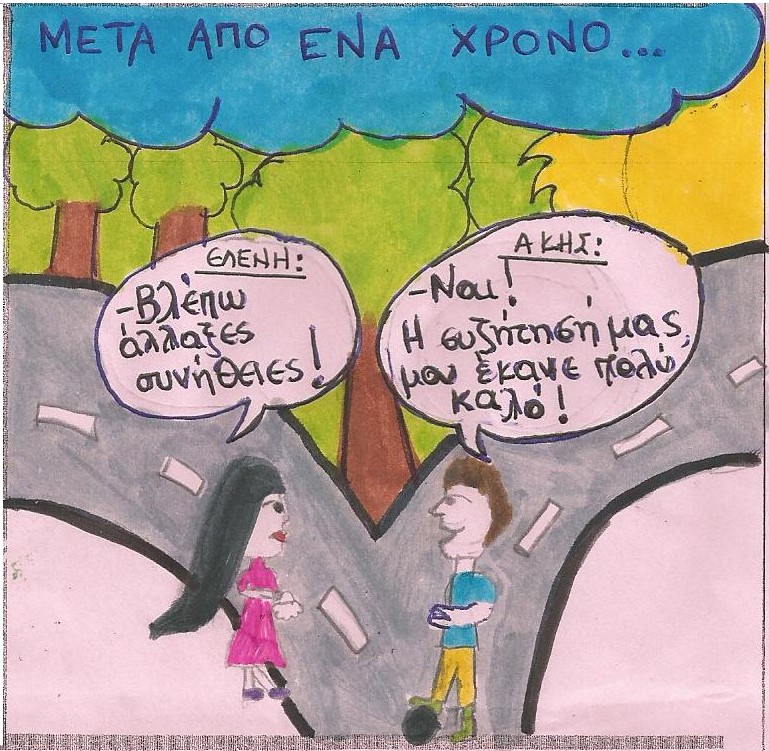 ΜΕΤΑ ΑΠΟ ΕΝΑ ΧΡΟΝΟ...
ΕΛΕΝΗ:
-Βλέπω
άλλαξες
συνήθειες!
ΑΚΗΣ:
-Ναι!
Η συζήτησή μας,
μου έκανε πολύ
καλό!